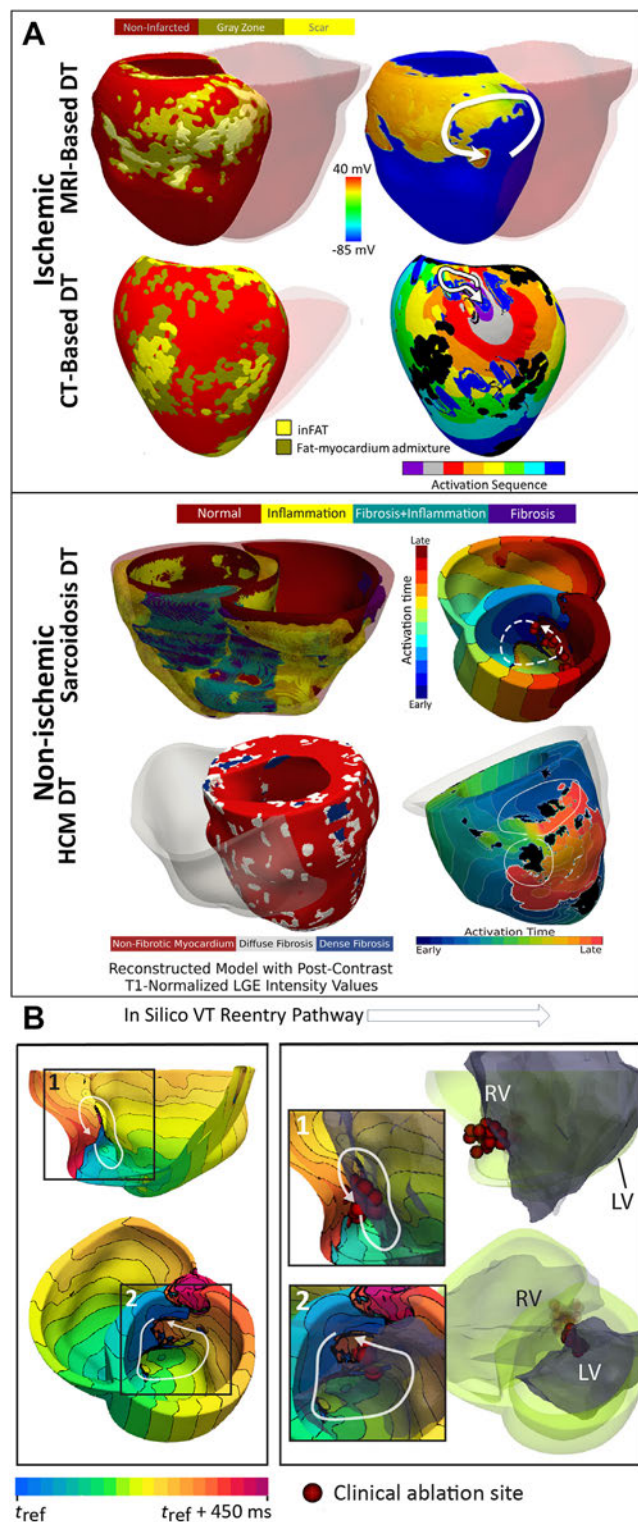 A
Non-Infarcted Gray Zone Scar
Ischemic
MRI-Based DT
40 mV
-85 mV
CT-Based DT
inFAT
Fat-myocardium admixture
Activation Sequence
Non-ischemic
Normal Inflammation Fibrosis+Inflammation Fibrosis
Sarcoidosis DT
Late
Activation time
Early
HCM DT
Non-Fibrotic Myocardium Diffuse Fibrosis Dense Fibrosis
Reconstructed Model with Post-Contrast
T1-Normalized LGE Intensity Values
Activation Time
Early Late
B
In Silico VT Reentry Pathway
1
1
RV
LV
2
2
RV
LV
tref tref + 450 ms
Clinical ablation site